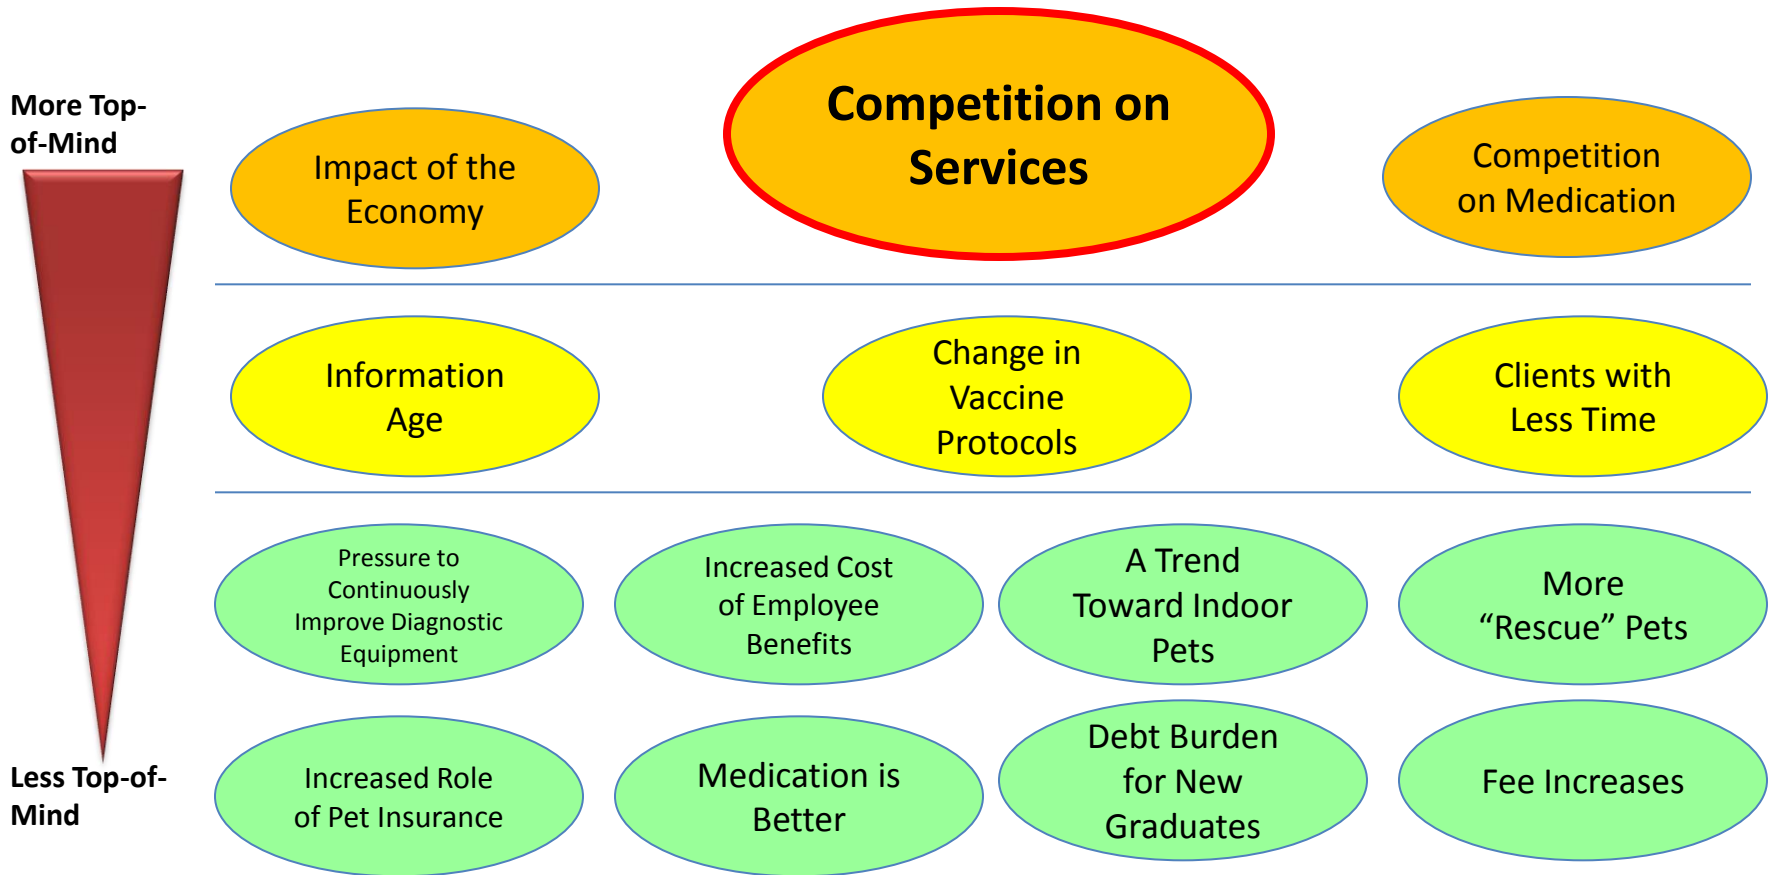 More Top-
of-Mind
Impact of the
Economy
Competition on
Services
Competition
on Medication
Information
Age
Change in
Vaccine
Protocols
Clients with
Less Time
Pressure to
Continuously
Improve Diagnostic
Equipment
Increased Cost
of Employee
Benefits
A Trend
Toward Indoor
Pets
More
“Rescue” Pets
Less Top-of-
Mind
Increased Role
of Pet Insurance
Medication is
Better
Debt Burden
for New
Graduates
Fee Increases